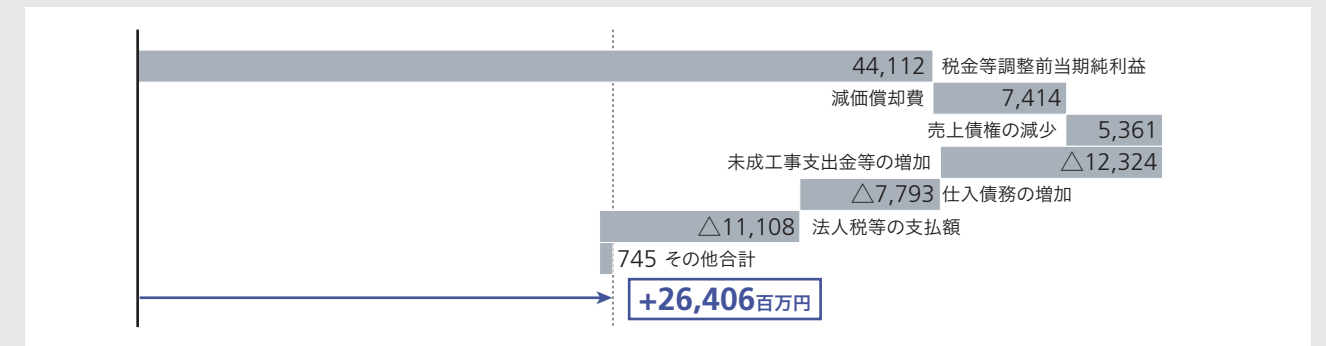 44,112 税金等調整前当期純利益
減価償却費 7,414
売上債権の減少 5,361
未成工事支出金等の増加 △12,324
△7,793 仕入債務の増加
△11,108 法人税等の支払額
745 その他合計
+26,406百万円